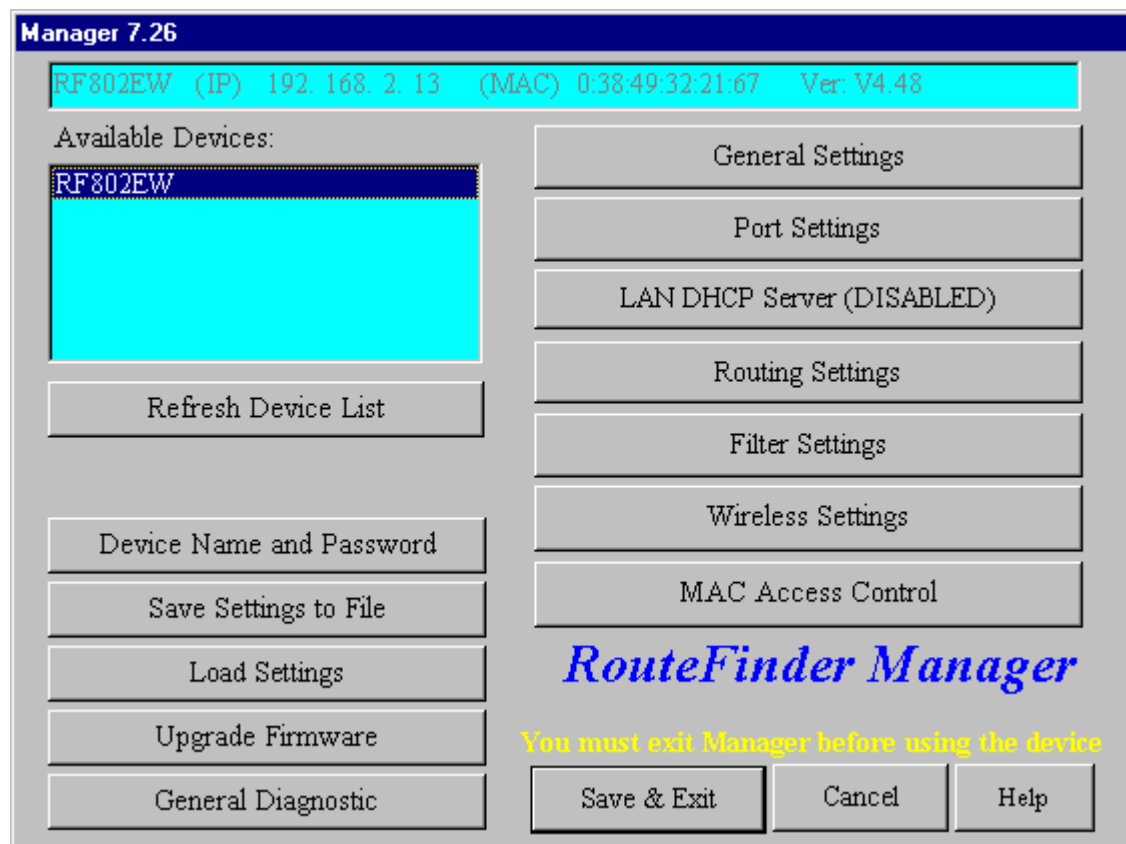 Manager 7.26
RF802EW (IP) 192. 168. 2. 13 (MAC) 0:38:49:32:21:67 Ver: V4.48
Available Devices:
RF802EW
Refresh Device List
Device Name and Password
Save Settings to File
Load Settings
Upgrade Firmware
General Diagnostic
General Settings
Port Settings
LAN DHCP Server (DISABLED)
Routing Settings
Filter Settings
Wireless Settings
MAC Access Control
RouteFinder Manager
You must exit Manager before using the device
Save & Exit
Cancel
Help